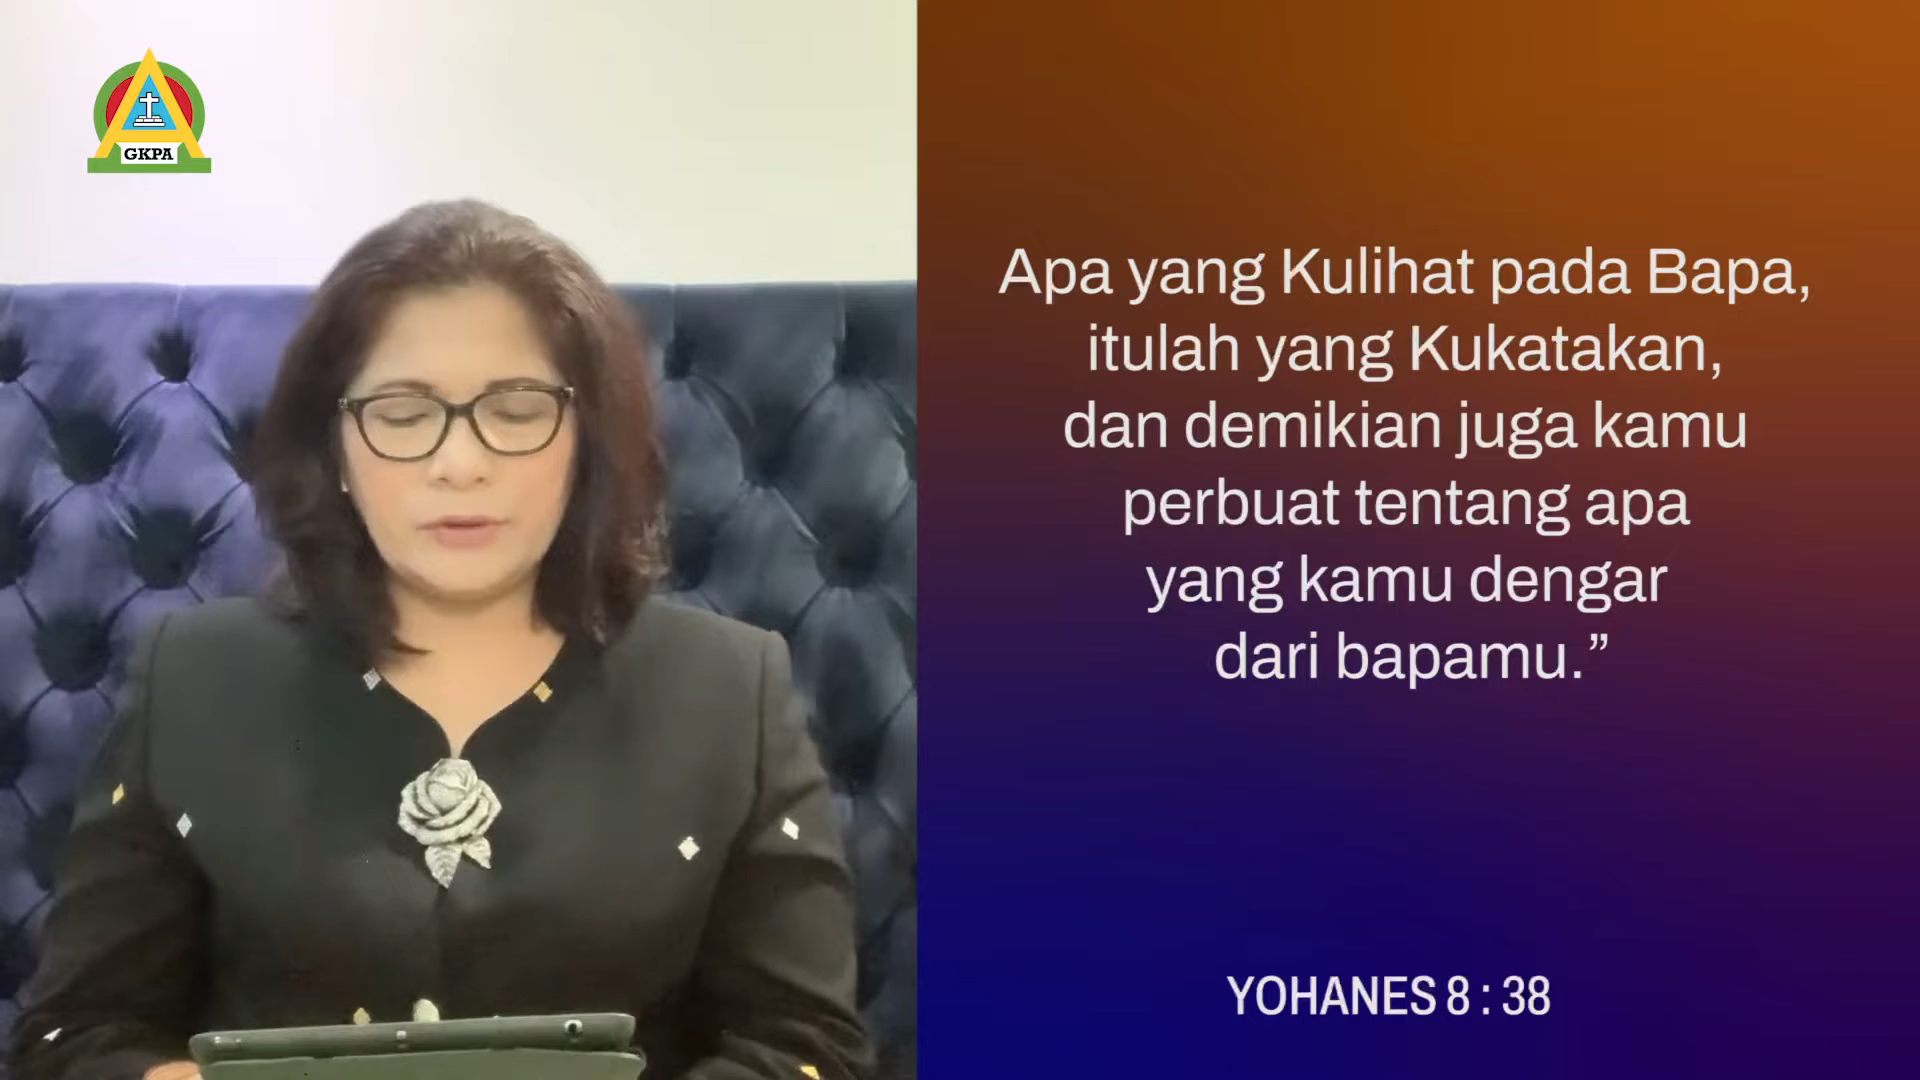 GKPA
Apa yang Kulihat pada Bapa,
itulah yang Kukatakan,
dan demikian juga kamu
perbuat tentang apa
yang kamu dengar
dari bapamu.”
YOHANES 8 : 38